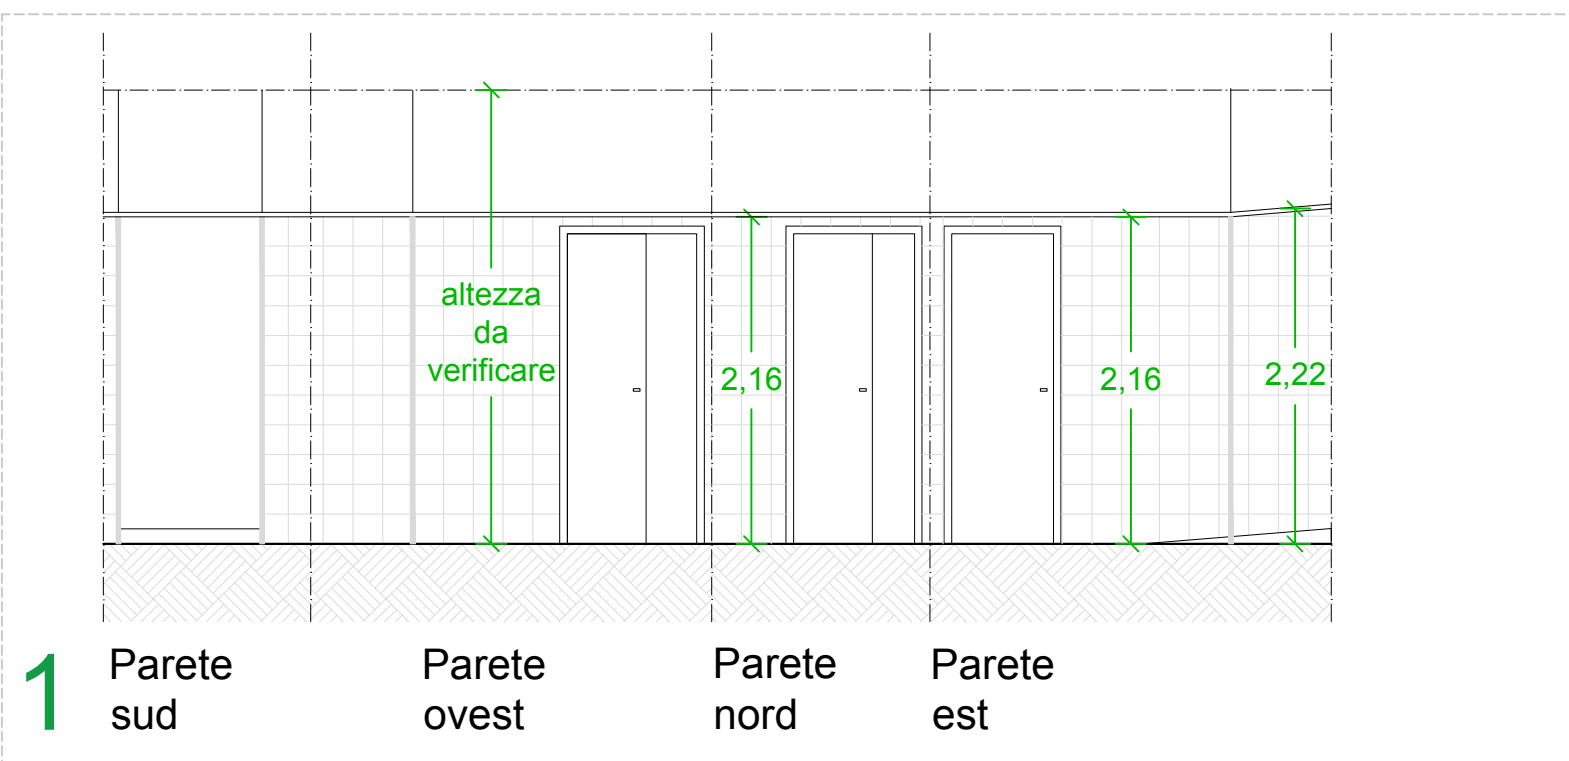 altezza
da
verificare
2,16
2,16
2,22
1
Parete
sud
Parete
ovest
Parete
nord
Parete
est